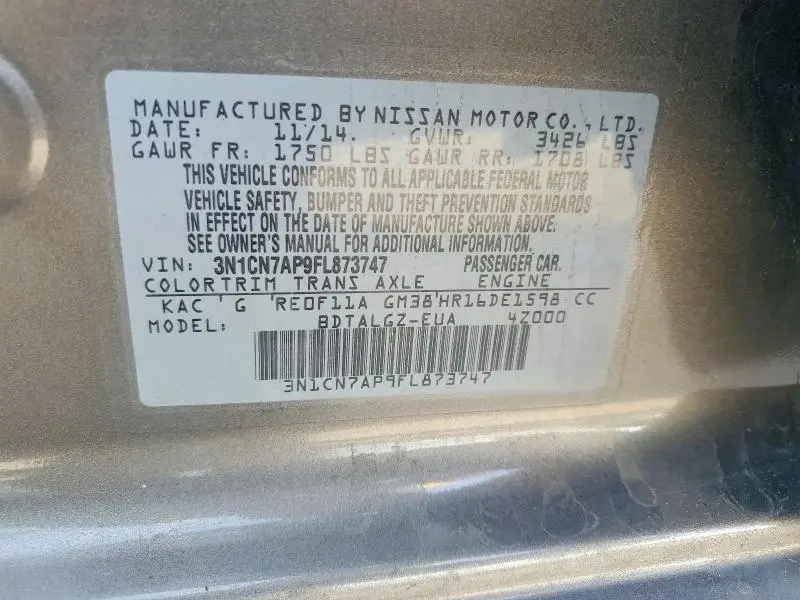 MANUFACTURED BY NISSAN MOTOR CO., LTD.
DATE: 11/14. GVWR: 3426 LBS
GAWR FR: 1750 LBS GAWR RR: 1708 LBS
THIS VEHICLE CONFORMS TO ALL APPLICABLE FEDERAL MOTOR
VEHICLE SAFETY, BUMPER AND THEFT PREVENTION STANDARDS
IN EFFECT ON THE DATE OF MANUFACTURE SHOWN ABOVE.
SEE OWNER'S MANUAL FOR ADDITIONAL INFORMATION.
VIN: 3N1CN7AP9FL873747 PASSENGER CAR.
COLOR TRIM TRANS AXLE ENGINE
KAC ' G 'RE0F11A GM38'HR16DE1598 CC
MODEL: BDTALGZ-EUA 4Z000
3N1CN7AP9FL873747